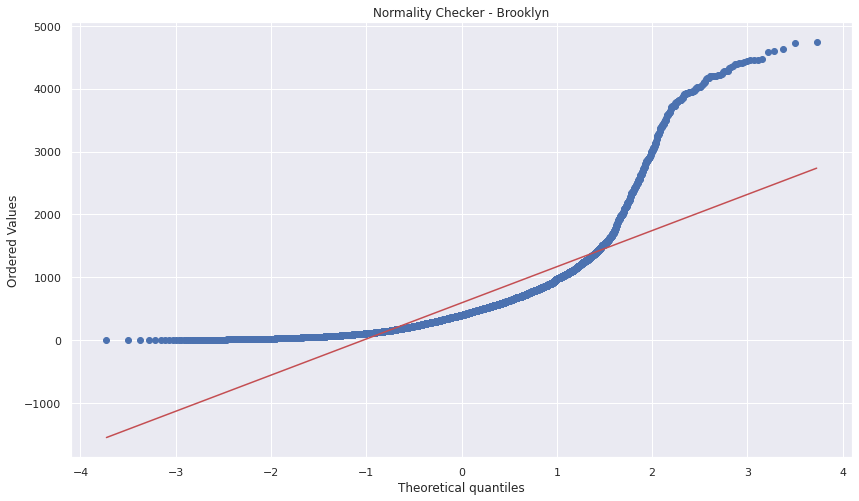 Normality Checker - Brooklyn
5000
4000
3000
2000
1000
0
−1000
Ordered Values
−4 −3 −2 −1 0 1 2 3 4
Theoretical quantiles